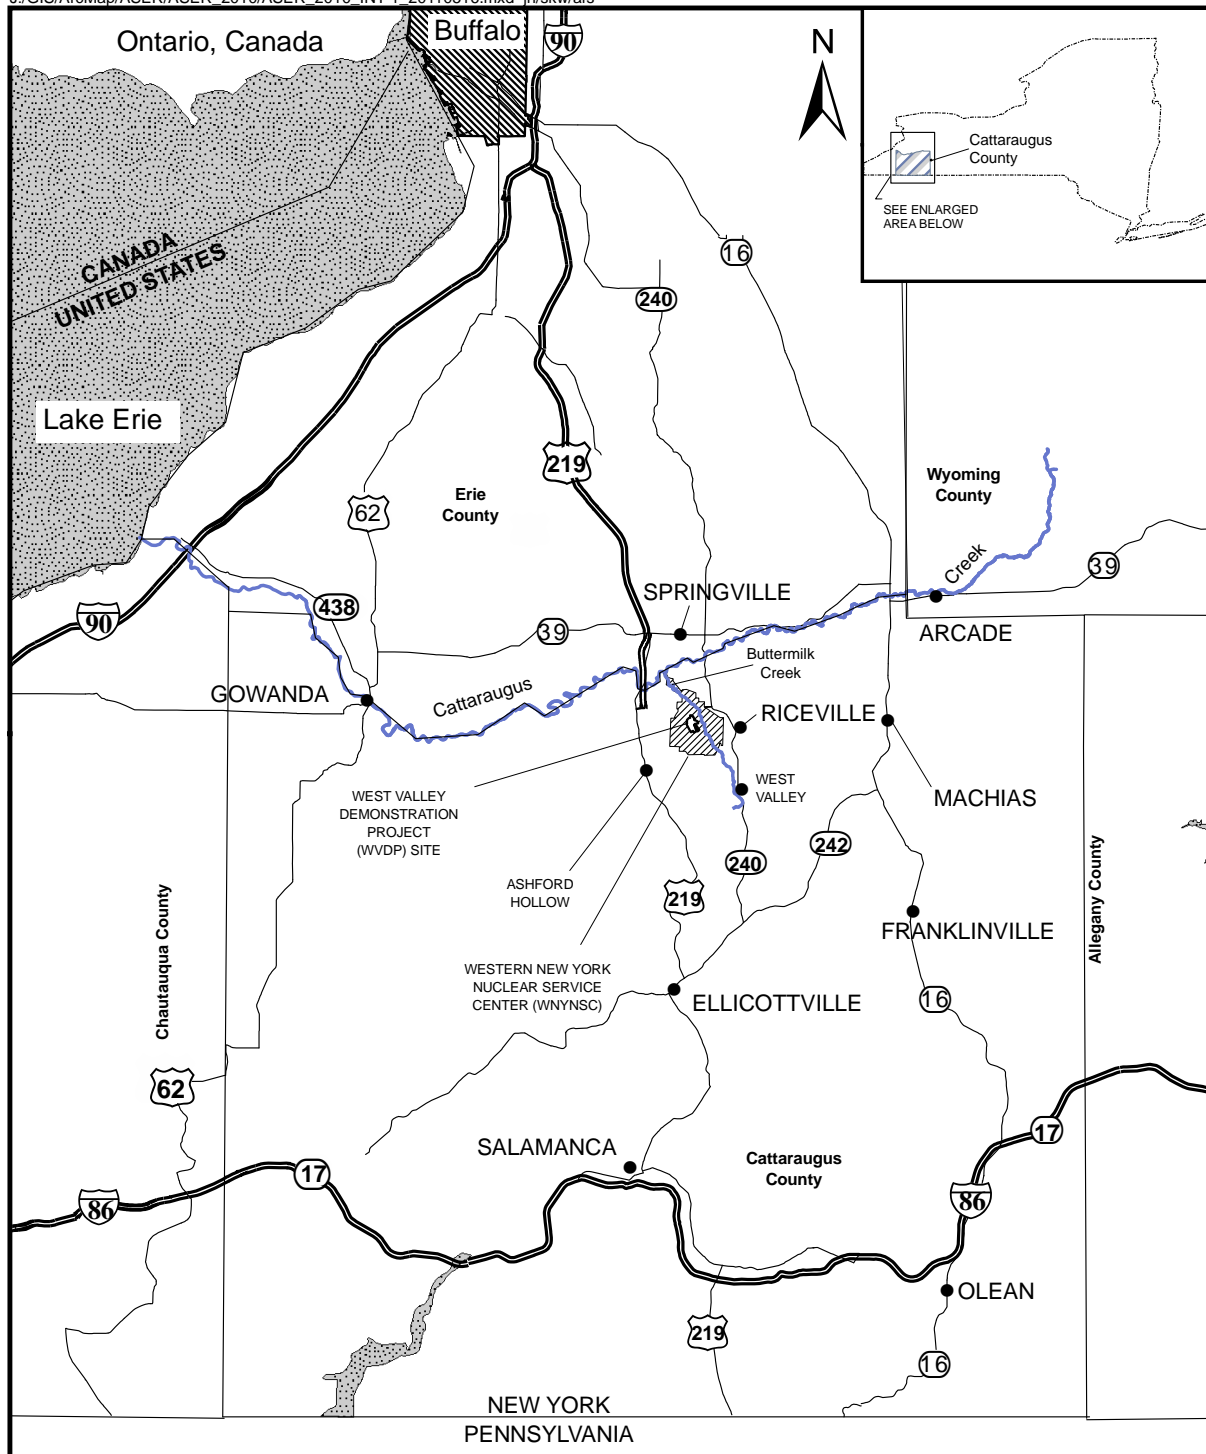 Ontario, Canada
Buffalo
90
N
Cattaraugus
County
SEE ENLARGED
AREA BELOW
16
CANADA
UNITED STATES
240
Lake Erie
219
62
Erie
County
Wyoming
County
Creek
39
90
438
39
SPRINGVILLE
ARCADE
Buttermilk
Creek
GOWANDA
Cattaraugus
RICEVILLE
WEST VALLEY
DEMONSTRATION
PROJECT
(WVDP) SITE
WEST
VALLEY
MACHIAS
242
240
ASHFORD
HOLLOW
219
Chautauqua County
Allegany County
FRANKLINVILLE
WESTERN NEW YORK
NUCLEAR SERVICE
CENTER (WNYNSC)
ELLICOTTVILLE
16
62
17
SALAMANCA
Cattaraugus
County
17
86
86
OLEAN
219
16
NEW YORK
PENNSYLVANIA